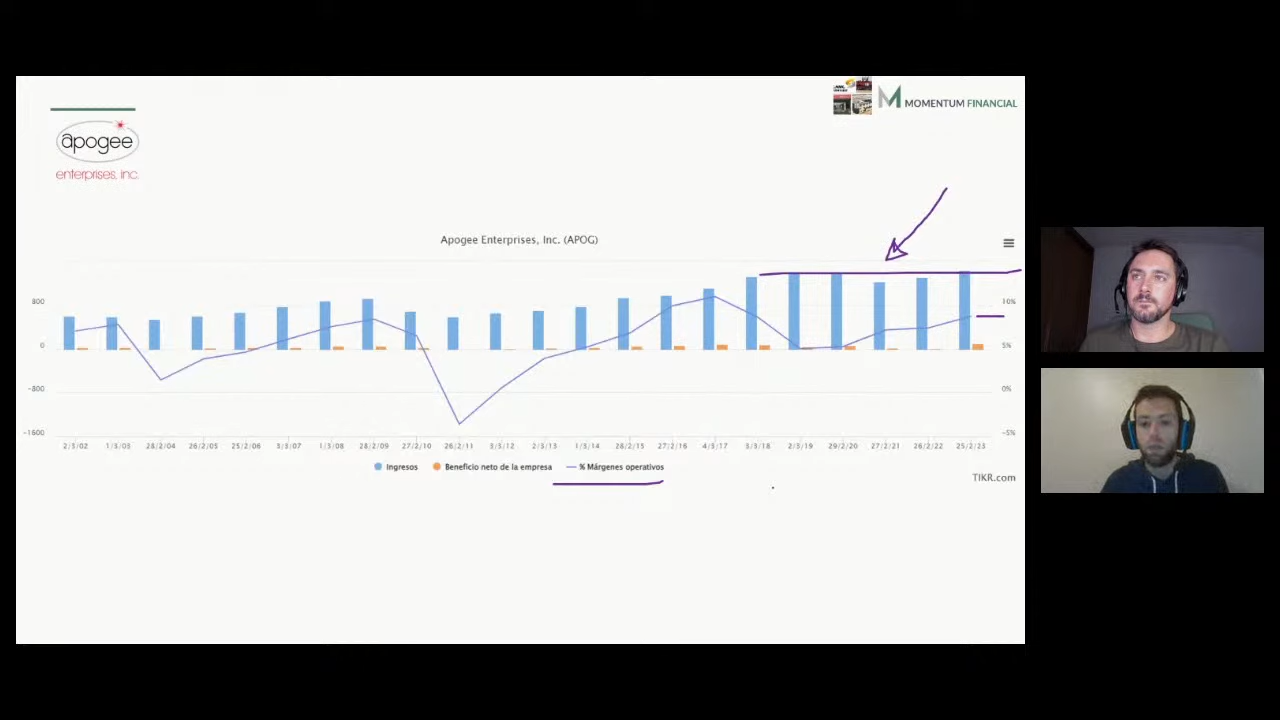 MOMENTUM FINANCIAL
apogee
enterprises, inc.
Apogee Enterprises, Inc. (APOG)
800
0
-800
-1600
10%
5%
0%
-5%
2/3/02 1/3/03 28/2/04 26/2/05 25/2/06 3/3/07 1/3/08 28/2/09 27/2/10 26/2/11 3/3/12 2/3/13 1/3/14 28/2/15 27/2/16 4/3/17 3/3/18 2/3/19 29/2/20 27/2/21 26/2/22 25/2/23
Ingresos Beneficio neto de la empresa % Márgenes operativos
TIKR.com